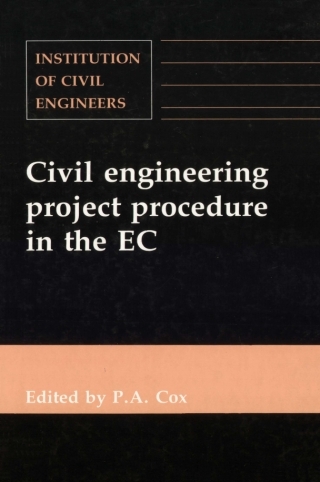 INSTITUTION
OF CIVIL
ENGINEERS
Civil engineering
project procedure
in the EC
Edited by P.A. Cox